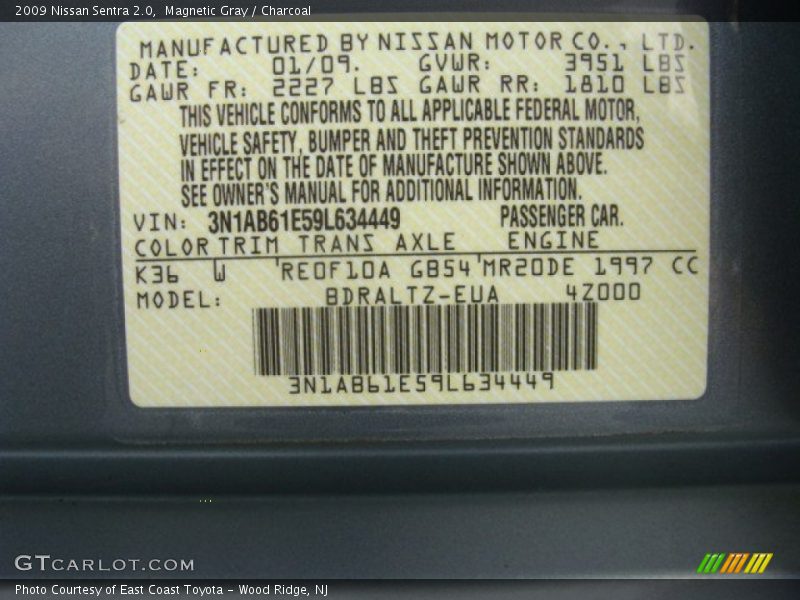 2009 Nissan Sentra 2.0,  Magnetic Gray / Charcoal
MANUFACTURED BY NISSAN MOTOR CO., LTD.
DATE: 01/09. GVWR: 3951 LBS
GAWR FR: 2227 LBS GAWR RR: 1810 LBS
THIS VEHICLE CONFORMS TO ALL APPLICABLE FEDERAL MOTOR,
VEHICLE SAFETY, BUMPER AND THEFT PREVENTION STANDARDS
IN EFFECT ON THE DATE OF MANUFACTURE SHOWN ABOVE.
SEE OWNER'S MANUAL FOR ADDITIONAL INFORMATION.
VIN: 3N1AB61E59L634449 PASSENGER CAR.
COLOR TRIM TRANS AXLE ENGINE
K36 W RE0F10A GB54 MR20DE 1997 CC
MODEL: BDRALTZ-EUA 4Z000
3N1AB61E59L634449
GTCARLOT.COM
Photo Courtesy of East Coast Toyota - Wood Ridge, NJ